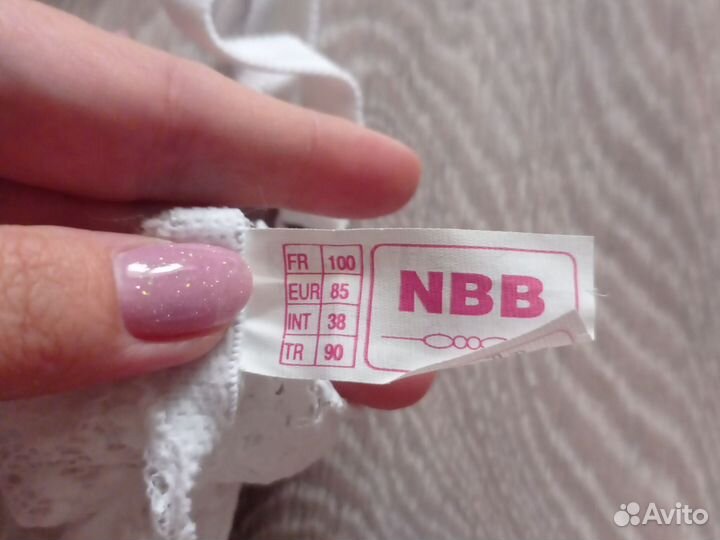 FR 100
EUR 85
INT 38
TR 90
NBB
Avito